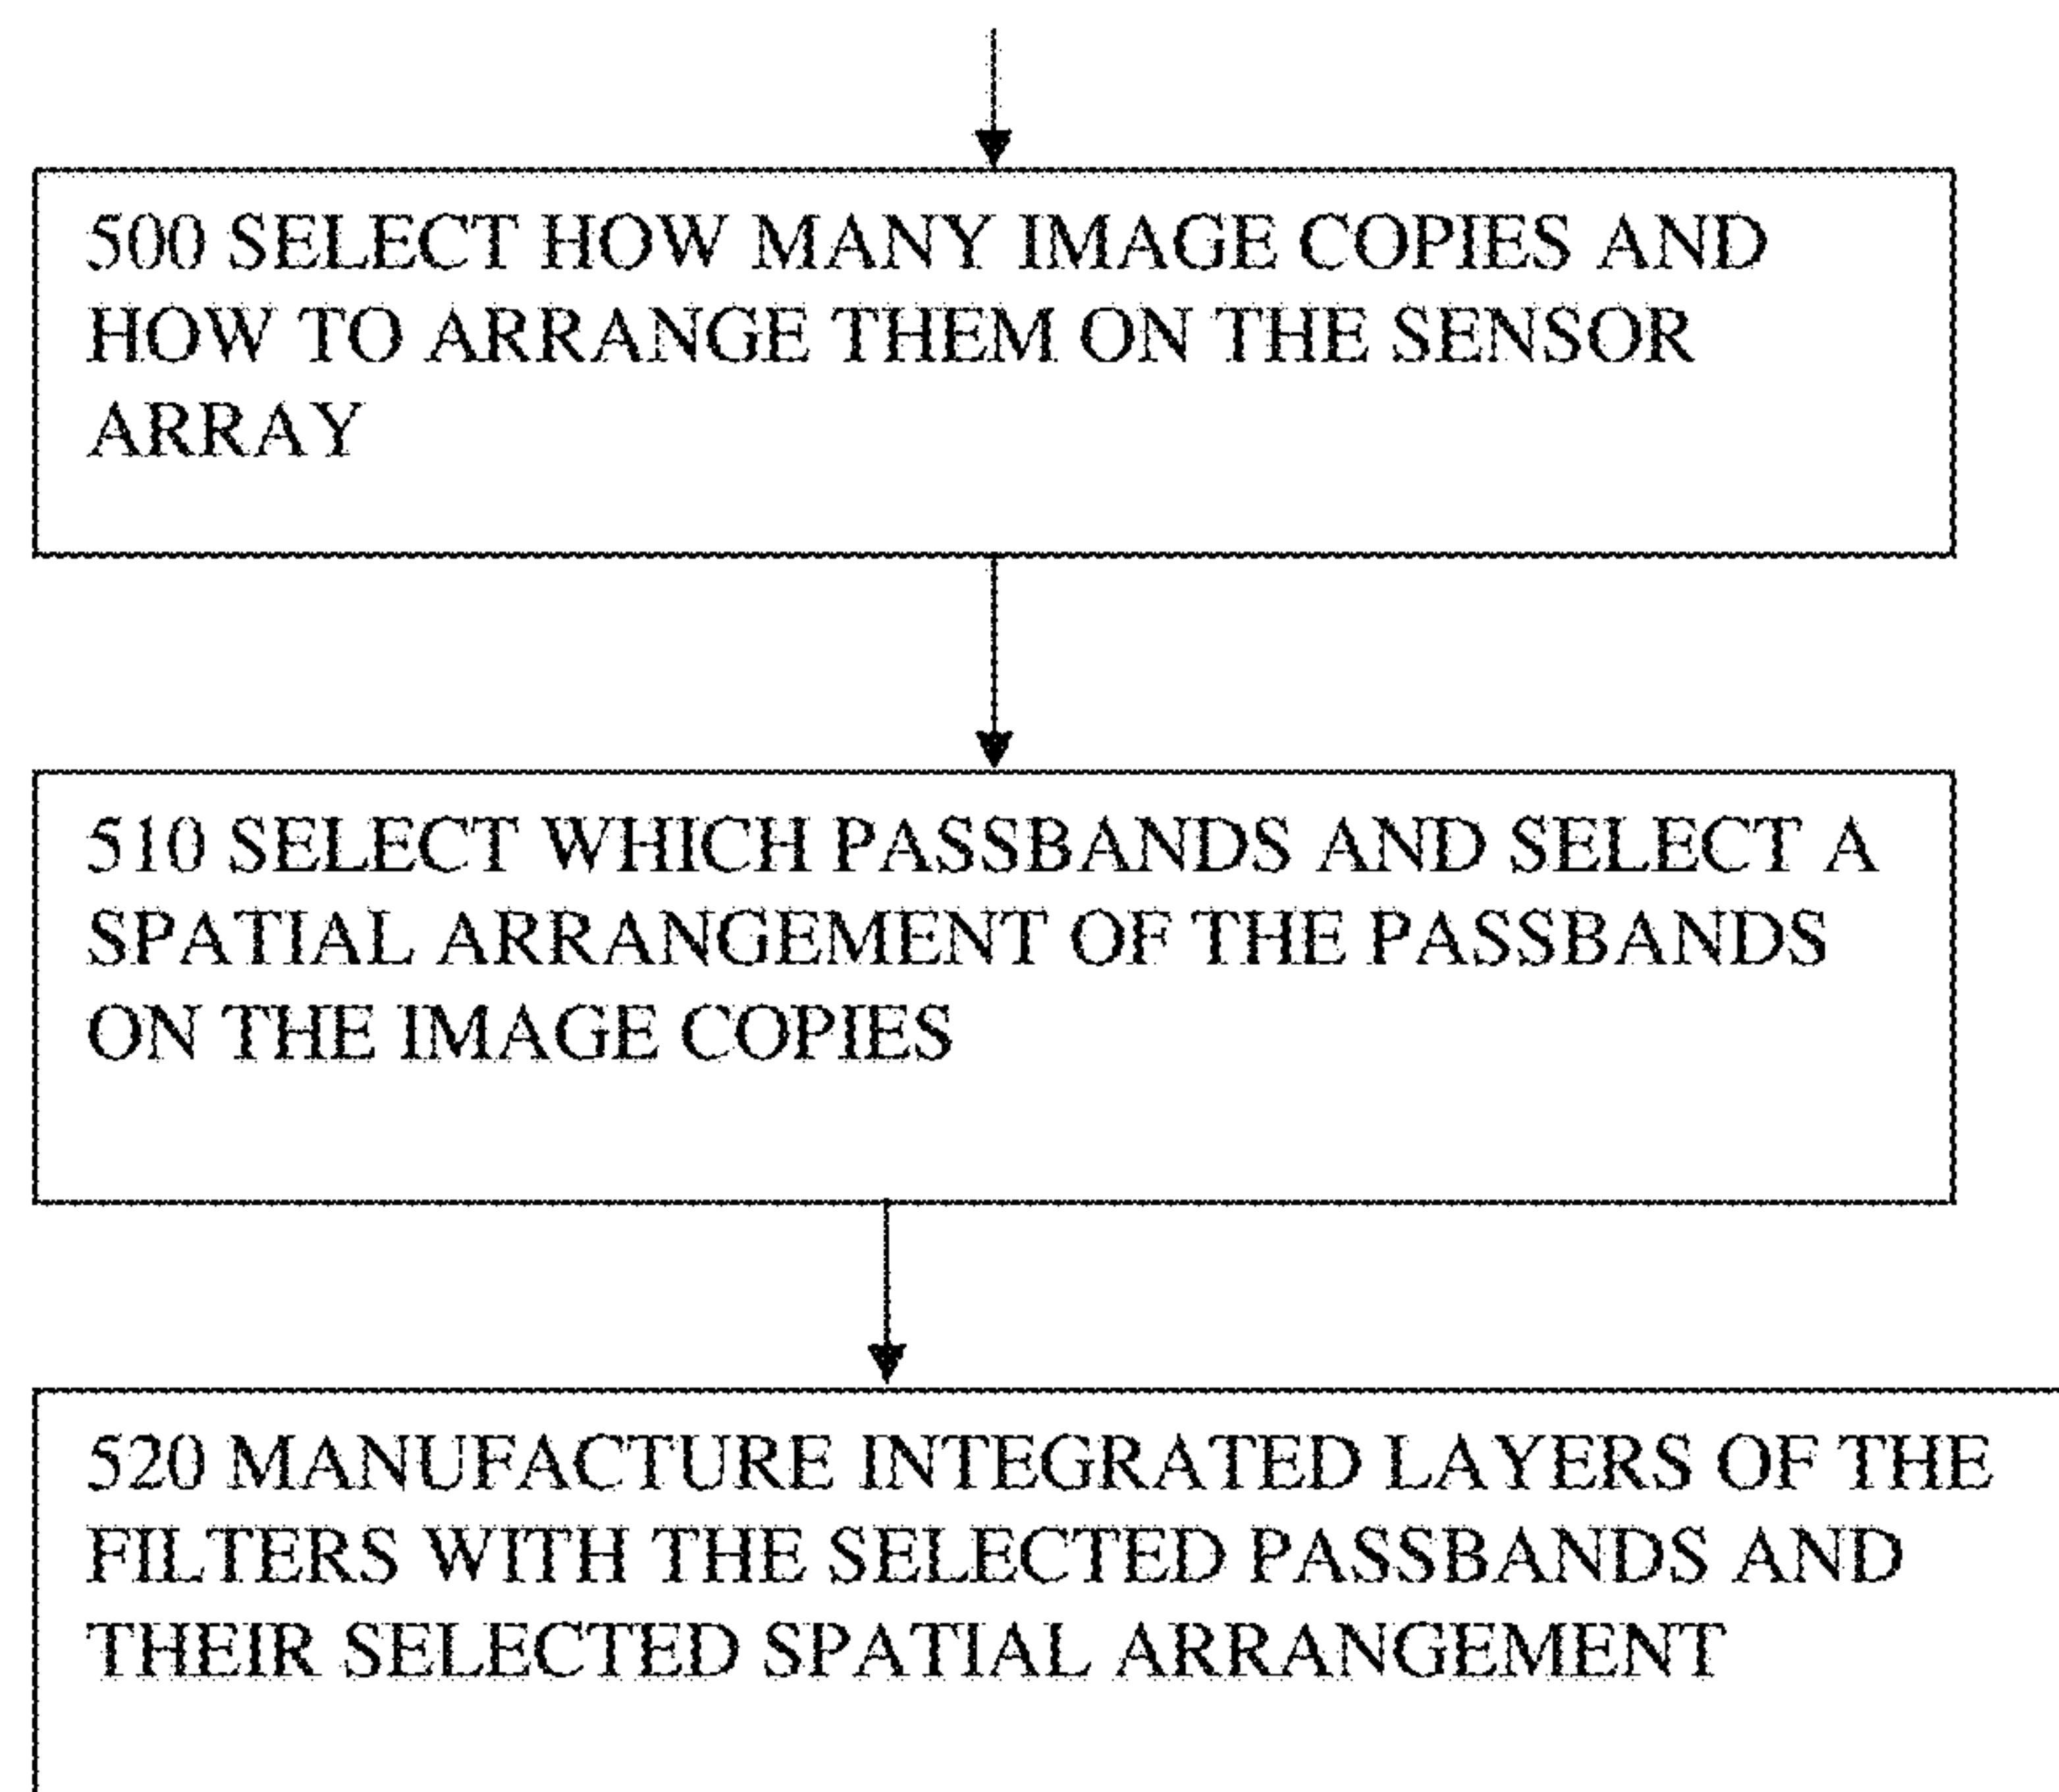 500 SELECT HOW MANY IMAGE COPIES AND
HOW TO ARRANGE THEM ON THE SENSOR
ARRAY
510 SELECT WHICH PASSBANDS AND SELECT A
SPATIAL ARRANGEMENT OF THE PASSBANDS
ON THE IMAGE COPIES
520 MANUFACTURE INTEGRATED LAYERS OF THE
FILTERS WITH THE SELECTED PASSBANDS AND
THEIR SELECTED SPATIAL ARRANGEMENT